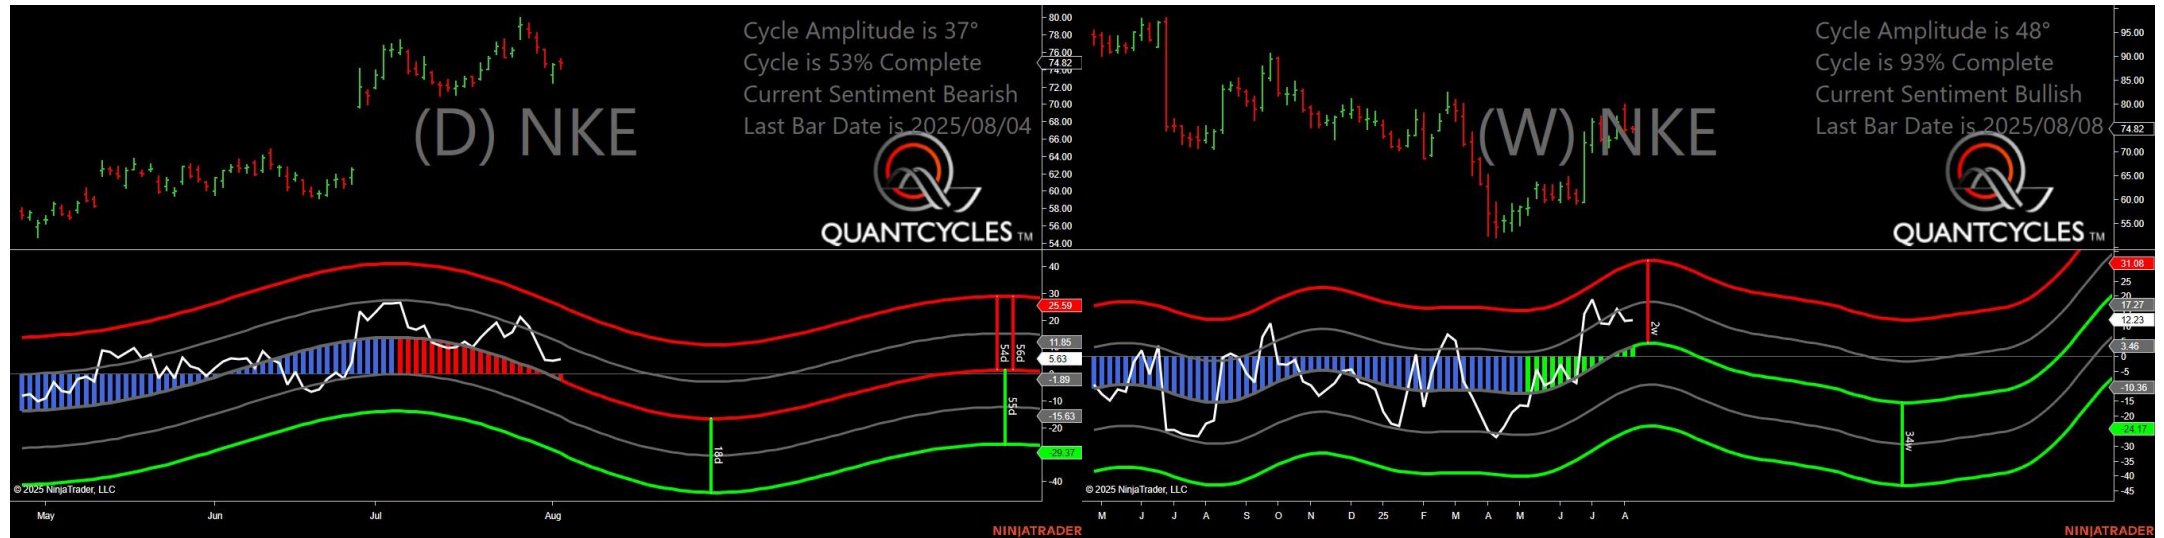 Cycle Amplitude is 37°
Cycle is 53% Complete
Current Sentiment Bearish
Last Bar Date is 2025/08/04
(D) NKE
QUANTCYCLES TM
80.00
78.00
76.00
74.82
74.00
72.00
70.00
68.00
66.00
64.00
62.00
60.00
58.00
56.00
54.00
40
30
25.59
20
11.85
5.63
0
-1.89
-10
-15.63
-20
-29.37
-40
18d
54d
55d
56d
© 2025 NinjaTrader, LLC
May
Jun
Jul
Aug
NINJATRADER
Cycle Amplitude is 48°
Cycle is 93% Complete
Current Sentiment Bullish
Last Bar Date is 2025/08/08
(W) NKE
QUANTCYCLES TM
95.00
90.00
85.00
80.00
74.82
70.00
65.00
60.00
55.00
31.08
25
20
17.27
12.23
5
3.46
0
-5
-10.36
-15
-20
-24.17
-30
-35
-40
-45
2w
34w
© 2025 NinjaTrader, LLC
M
J
J
A
S
O
N
D
25
F
M
A
M
J
J
A
NINJATRADER